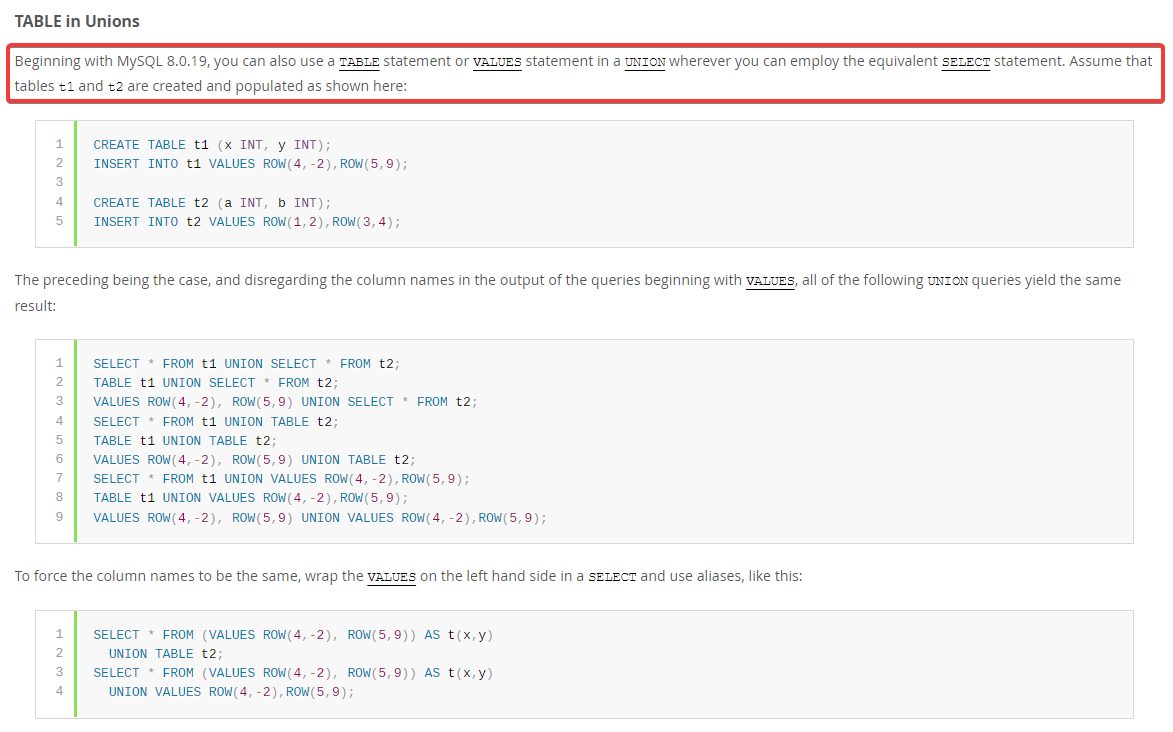 TABLE in Unions
Beginning with MySQL 8.0.19, you can also use a TABLE statement or VALUES statement in a UNION wherever you can employ the equivalent SELECT statement. Assume that
tables t1 and t2 are created and populated as shown here:
1 CREATE TABLE t1 (x INT, y INT);
2 INSERT INTO t1 VALUES ROW(4,-2),ROW(5,9);
3
4 CREATE TABLE t2 (a INT, b INT);
5 INSERT INTO t2 VALUES ROW(1,2),ROW(3,4);
The preceding being the case, and disregarding the column names in the output of the queries beginning with VALUES, all of the following UNION queries yield the same
result:
1 SELECT * FROM t1 UNION SELECT * FROM t2;
2 TABLE t1 UNION SELECT * FROM t2;
3 VALUES ROW(4,-2), ROW(5,9) UNION SELECT * FROM t2;
4 SELECT * FROM t1 UNION TABLE t2;
5 TABLE t1 UNION TABLE t2;
6 VALUES ROW(4,-2), ROW(5,9) UNION TABLE t2;
7 SELECT * FROM t1 UNION VALUES ROW(4,-2),ROW(5,9);
8 TABLE t1 UNION VALUES ROW(4,-2),ROW(5,9);
9 VALUES ROW(4,-2), ROW(5,9) UNION VALUES ROW(4,-2),ROW(5,9);
To force the column names to be the same, wrap the VALUES on the left hand side in a SELECT and use aliases, like this:
1 SELECT * FROM (VALUES ROW(4,-2), ROW(5,9)) AS t(x,y)
2 UNION TABLE t2;
3 SELECT * FROM (VALUES ROW(4,-2), ROW(5,9)) AS t(x,y)
4 UNION VALUES ROW(4,-2),ROW(5,9);